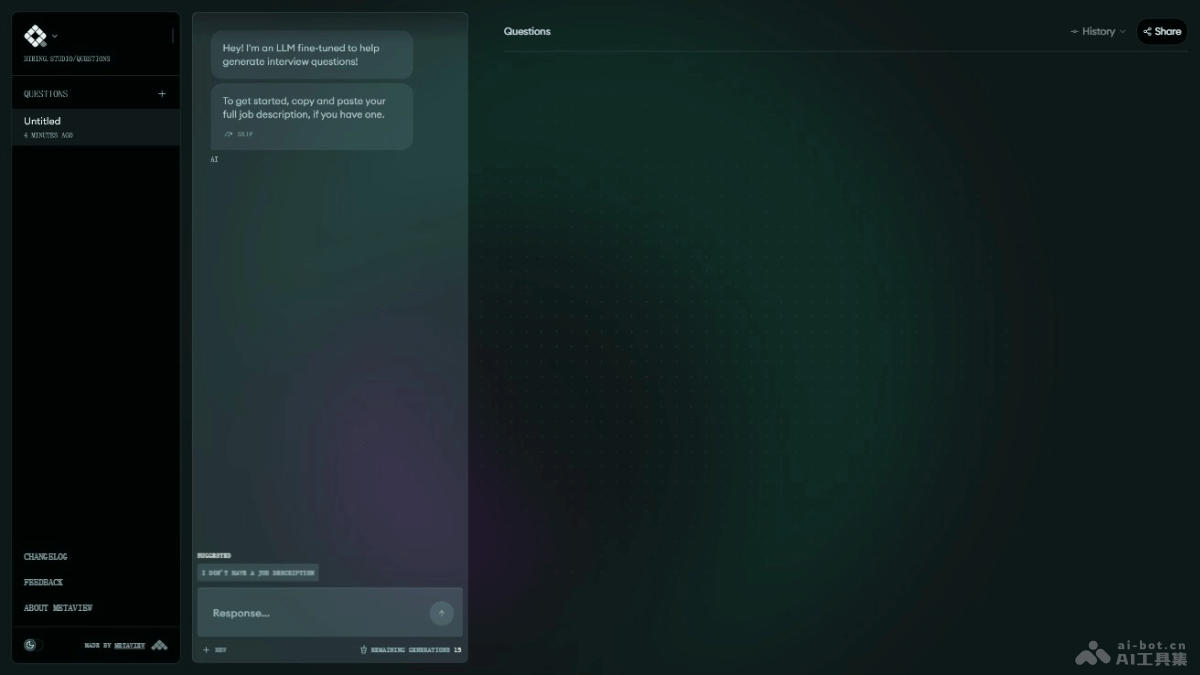 HIRING.STUDIO/QUESTIONS
QUESTIONS
+
Untitled
4 MINUTES AGO
CHANGELOG
FEEDBACK
ABOUT METAVIEW
MADE BY METAVIEW
Hey! I'm an LLM fine-tuned to help
generate interview questions!
To get started, copy and paste your
full job description, if you have one.
SKIP
AI
SUGGESTED
I DON'T HAVE A JOB DESCRIPTION
Response...
+ NEW
REMAINING GENERATIONS 15
Questions
History
Share
ai-bot.cn
AI工具集